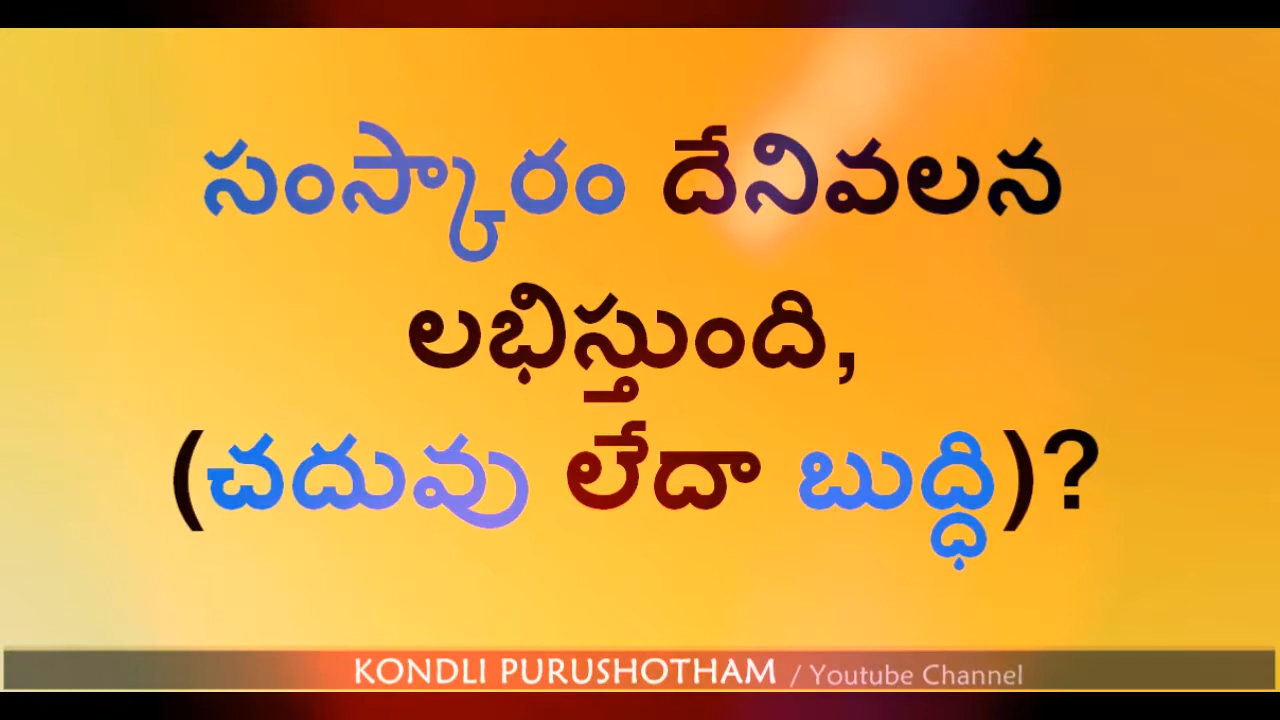 సంస్కారం దేనివలన
లభిస్తుంది,
(చదువు లేదా బుద్ధి)?
KONDLI PURUSHOTHAM / Youtube Channel